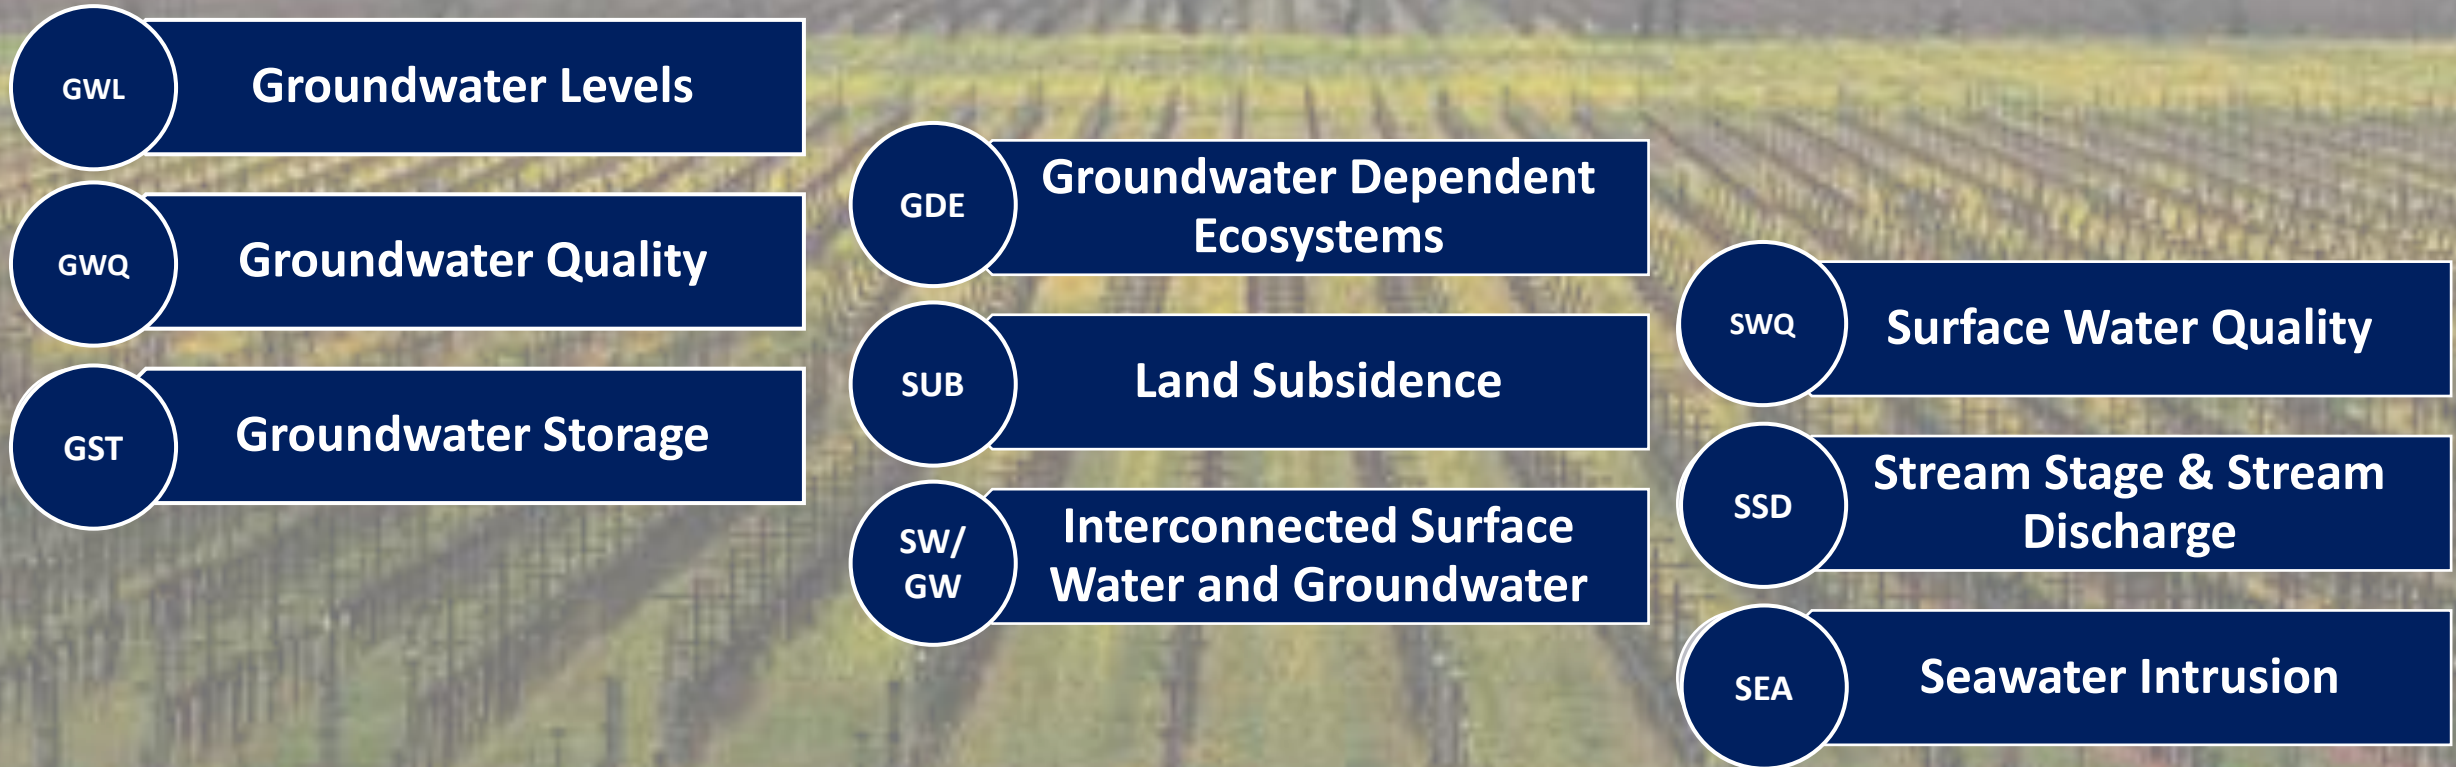 GWL
Groundwater Levels
GWQ
Groundwater Quality
GST
Groundwater Storage
GDE
Groundwater Dependent
Ecosystems
SUB
Land Subsidence
SW/
GW
Interconnected Surface
Water and Groundwater
SWQ
Surface Water Quality
SSD
Stream Stage & Stream
Discharge
SEA
Seawater Intrusion